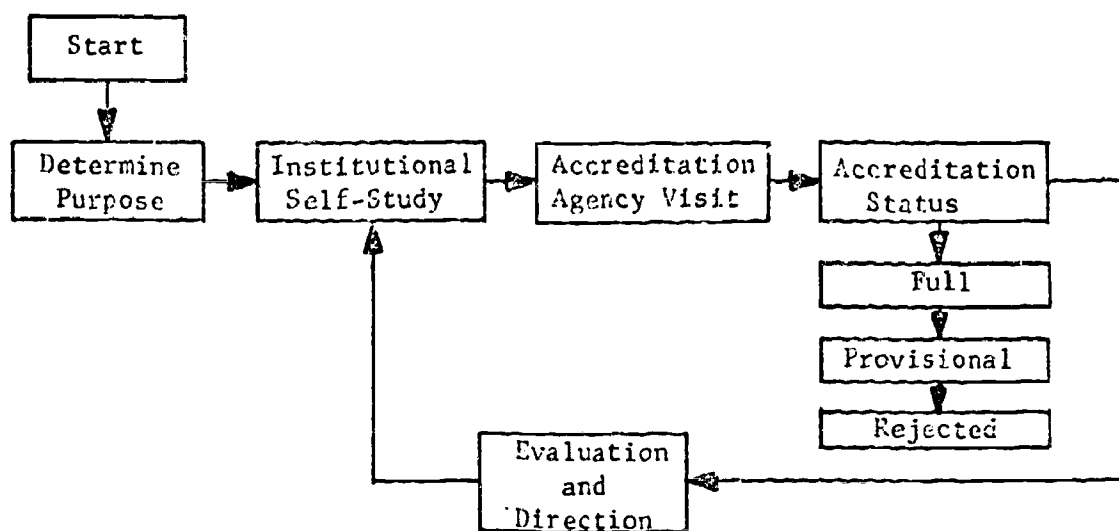 Start
Determine
Purpose
Institutional
Self-Study
Accreditation
Agency Visit
Accreditation
Status
Full
Provisional
Rejected
Evaluation
and
Direction